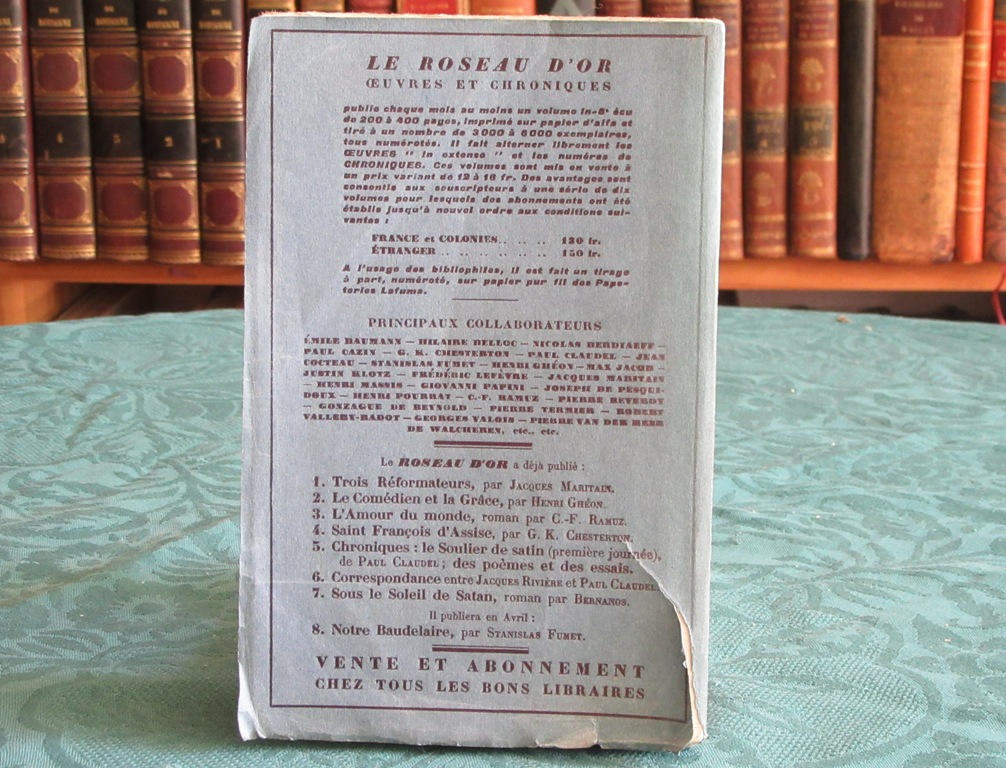 LE ROSEAU D'OR
ŒUVRES ET CHRONIQUES
publie chaque mois au moins un volume in-8º écu
de 200 à 400 pages, imprimé sur papier d'alfa et
tiré à un nombre de 3000 à 6000 exemplaires,
tous numérotés. Il fait alterner librement les
ŒUVRES " in extenso " et les numéros de
CHRONIQUES. Ces volumes sont mis en vente à
un prix variant de 12 à 16 fr. Des avantages sont
consentis aux souscripteurs à une série de dix
volumes pour lesquels des abonnements ont été
établis jusqu'à nouvel ordre aux conditions sui-
vantes :
FRANCE et COLONIES.. .. .. .. 120 fr.
ÉTRANGER .. .. .. .. .. .. .. 150 fr.
A l'usage des bibliophiles, il est fait un tirage
à part, numéroté, sur papier pur fil des Pape-
teries Lafuma.
PRINCIPAUX COLLABORATEURS
ÉMILE BAUMANN — HILAIRE BELLOC — NICOLAS BERDIAEFF —
PAUL CAZIN — G. K. CHESTERTON — PAUL CLAUDEL — JEAN
COCTEAU — STANISLAS FUMET — HENRI GHÉON — MAX JACOB —
JUSTIN KLOTZ — FRÉDÉRIC LEFÈVRE — JACQUES MARITAIN
— HENRI MASSIS — GIOVANNI PAPINI — JOSEPH DE PESQUI-
DOUX — HENRI POURRAT — C.-F. RAMUZ — PIERRE REVERDY
— GONZAGUE DE REYNOLD — PIERRE TERMIER — ROBERT
VALLERY-RADOT — GEORGES VALOIS — PIERRE VAN DER MEER
DE WALCHEREN, etc., etc.
Le ROSEAU D'OR a déjà publié :
1. Trois Réformateurs, par JACQUES MARITAIN.
2. Le Comédien et la Grâce, par HENRI GHÉON.
3. L'Amour du monde, roman par C.-F. RAMUZ.
4. Saint François d'Assise, par G. K. CHESTERTON.
5. Chroniques : le Soulier de satin (première journée),
de PAUL CLAUDEL ; des poèmes et des essais.
6. Correspondance entre JACQUES RIVIÈRE et PAUL CLAUDEL.
7. Sous le Soleil de Satan, roman par BERNANOS.
Il publiera en Avril :
8. Notre Baudelaire, par STANISLAS FUMET.
VENTE ET ABONNEMENT
CHEZ TOUS LES BONS LIBRAIRES